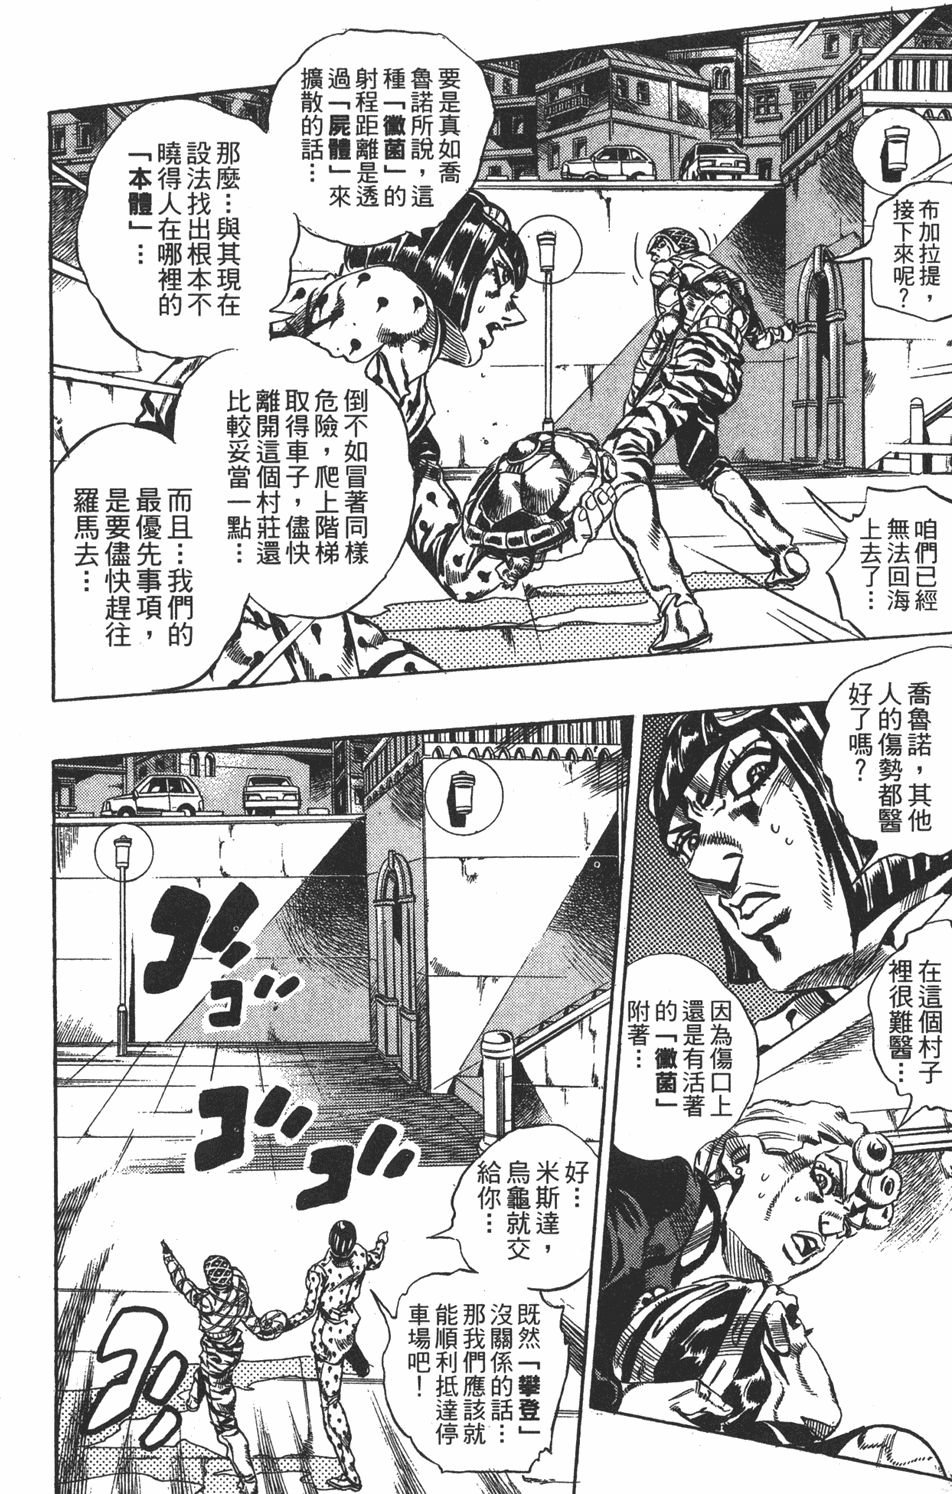 布加拉提，
接下來呢？
咱們已經
無法回海
上去了…
要是真如喬
魯諾所說，這
種「黴菌」的
射程距離是透
過「屍體」來
擴散的話…
那麼…與其現在
設法找出根本不
曉得人在哪裡的
「本體」…
倒不如冒著同樣
危險，爬上階梯
取得車子，儘快
離開這個村莊還
比較妥當一點…
而且…我們的
最優先事項，
是要儘快趕往
羅馬去…
喬魯諾，其他
人的傷勢都醫
好了嗎？
在這個村子
裡很難醫…
因為傷口上
還是有活著
的「黴菌」
附著…
好…
米斯達，
烏龜就交
給你…
既然「攀登」
沒關係的話…
那我們應該就
能順利抵達停
車場吧！
ゴゴ
ゴゴ